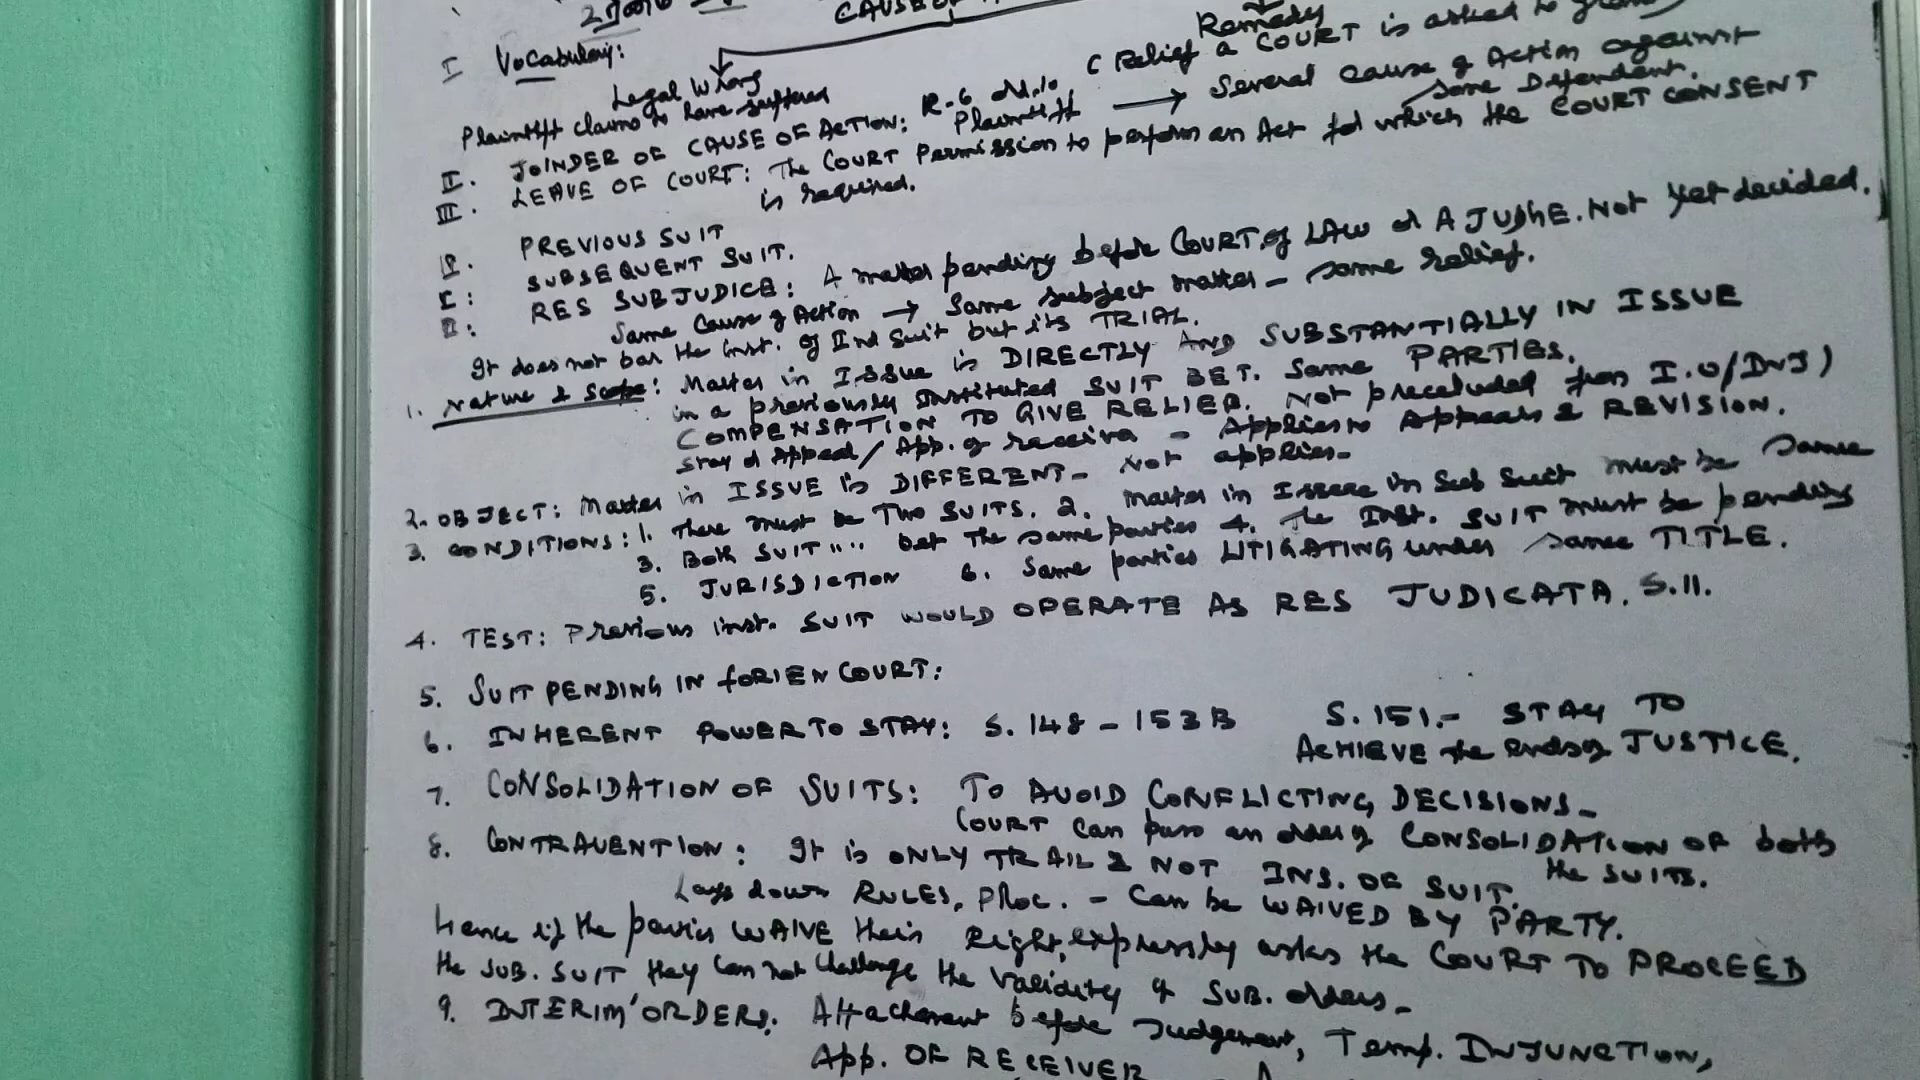 CAUSE OF
Remedy
I Vocabulary:
( Relief a COURT is asked to grant
Legal Wrong
Plaintiff claims to have suffered
II. JOINDER OF CAUSE OF ACTION: R-6 Plaintiff → Several cause of Action against
same Defendant.
III. LEAVE OF COURT: The COURT Permission to perform an Act for which the COURT CONSENT
is required.
PREVIOUS SUIT
SUBSEQUENT SUIT.
RES SUBJUDICE: A matter pending before COURT of LAW or A JUDGE. Not yet decided.
Same Cause of Action → Same subject matter - same relief.
It does not bar the inst. of IInd Suit but its TRIAL.
1. Nature & Scope: Matter in Issue is DIRECTLY AND SUBSTANTIALLY IN ISSUE
in a previously instituted SUIT BET. Same PARTIES.
COMPENSATION TO GIVE RELIEF. Not precluded from I.O/
Stay of Appeal / App. of receiver - Applies to Appeals & REVISION.
2. OBJECT: Matter in ISSUE is DIFFERENT - Not applies-
3. CONDITIONS: 1. There must be Two SUITS. 2. Matter in Issue in Sub Suit must be same
3. Both SUIT " " bet the same parties 4. The Inst. SUIT must be pending
5. JURISDICTION 6. Same parties LITIGATING under same TITLE.
4. TEST: Previous inst. SUIT WOULD OPERATE AS RES JUDICATA. S.11.
5. SUIT PENDING IN FORIEN COURT:
6. INHERENT POWER TO STAY: S. 148 - 153B S. 151.- STAY TO
ACHIEVE the ends of JUSTICE.
7. CONSOLIDATION OF SUITS: TO AVOID CONFLICTING DECISIONS-
COURT can pass an order of CONSOLIDATION OF both
the SUITS.
8. CONTRAVENTION: It is ONLY TRAIL & NOT INS. OF SUIT.
Lays down RULES, Proc. - Can be WAIVED BY PARTY.
Hence if the parties WAIVE their Right, expressly asks the COURT TO PROCEED
the SUB. SUIT they can not challenge the validity of SUB. orders-
9. INTERIM ORDERS. Attachment before Judgement, Temp. INJUNCTION,
App. OF RECEIVER